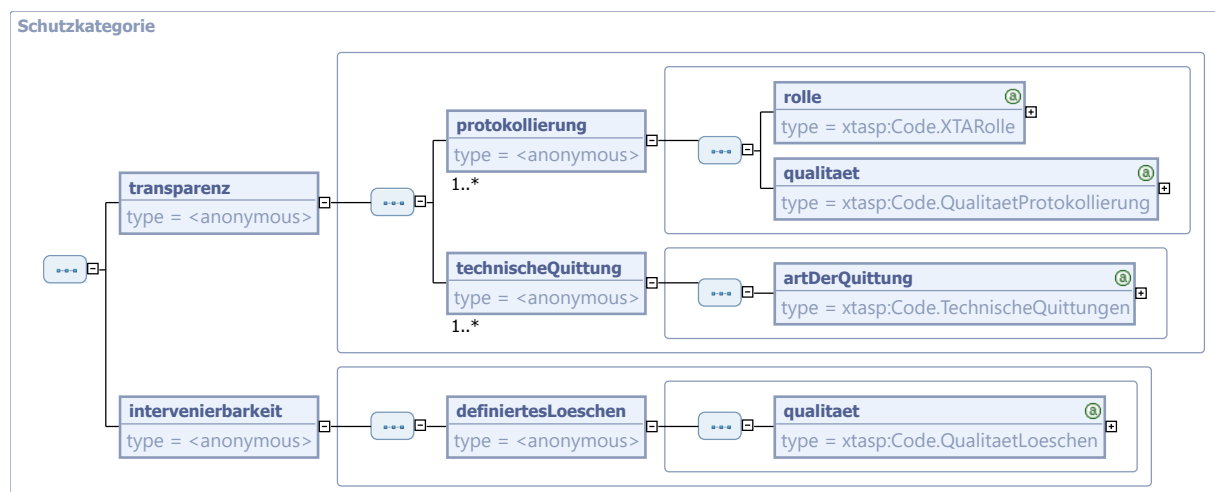 Schutzkategorie
rolle
type = xtasp:Code.XTARolle
protokollierung
type = <anonymous>
1..*
qualitaet
type = xtasp:Code.QualitaetProtokollierung
transparenz
type = <anonymous>
technischeQuittung
type = <anonymous>
1..*
artDerQuittung
type = xtasp:Code.TechnischeQuittungen
intervenierbarkeit
type = <anonymous>
definiertesLoeschen
type = <anonymous>
qualitaet
type = xtasp:Code.QualitaetLoeschen